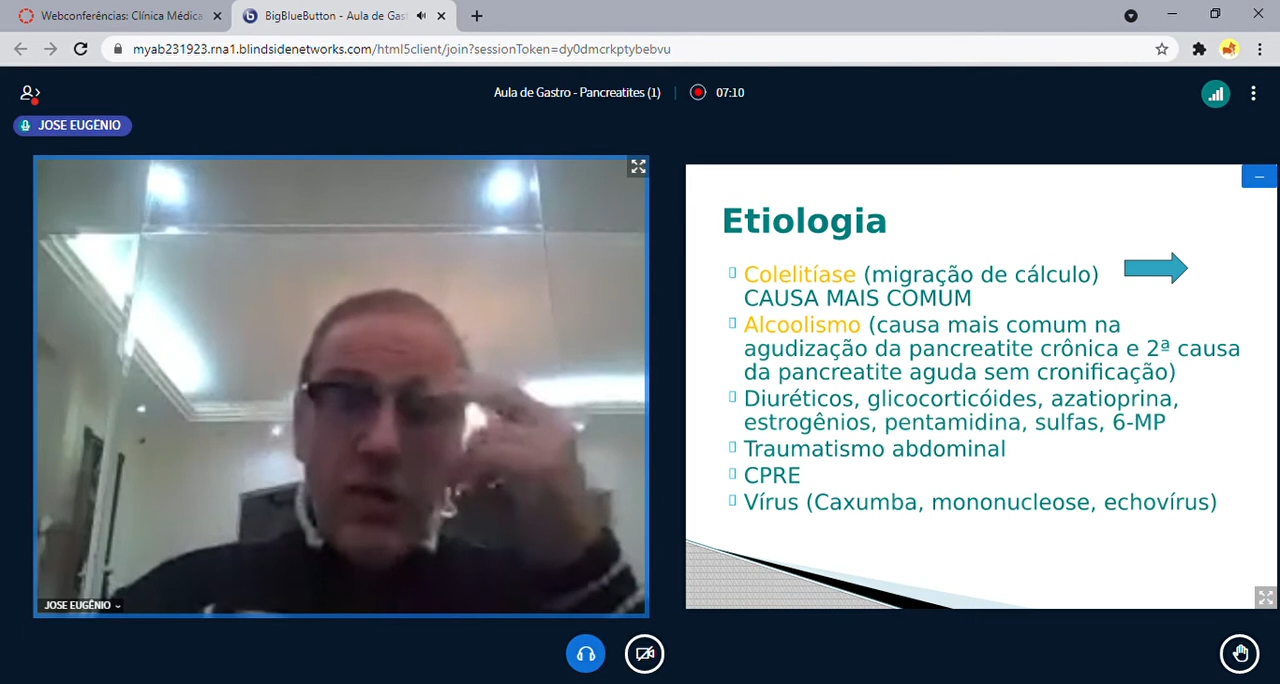 Webconferências: Clínica Médica
BigBlueButton - Aula de Gas
myab231923.rna1.blindsidenetworks.com/html5client/join?sessionToken=dy0dmcrkptybebvu
Aula de Gastro - Pancreatites (1)
07:10
JOSE EUGÊNIO
Etiologia
Colelitíase (migração de cálculo)
CAUSA MAIS COMUM
Alcoolismo (causa mais comum na
agudização da pancreatite crônica e 2ª causa
da pancreatite aguda sem cronificação)
Diuréticos, glicocorticóides, azatioprina,
estrogênios, pentamidina, sulfas, 6-MP
Traumatismo abdominal
CPRE
Vírus (Caxumba, mononucleose, echovírus)
JOSE EUGÊNIO